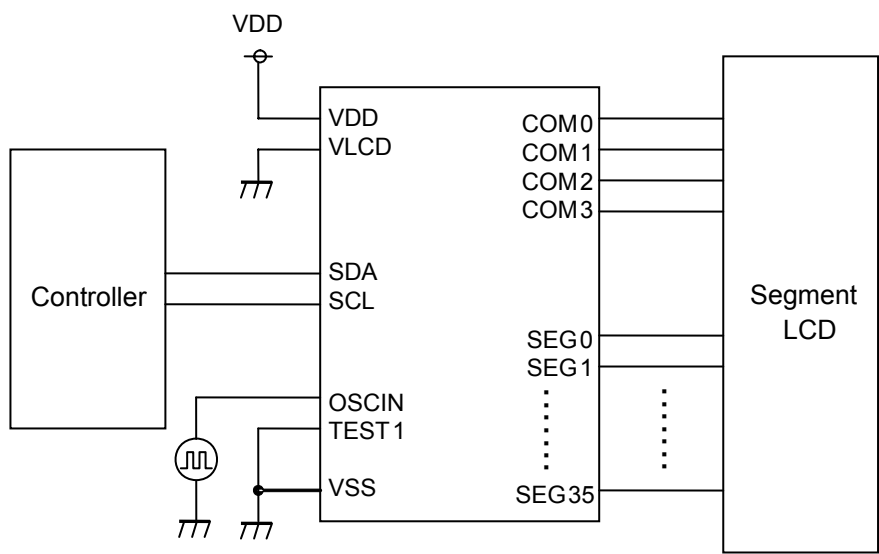 VDD
VDD
VLCD
SDA
SCL
OSCIN
TEST1
VSS
COM0
COM1
COM2
COM3
SEG0
SEG1
SEG35
Controller
Segment
LCD